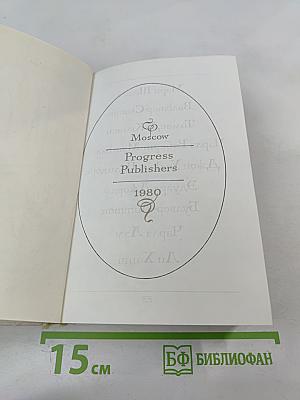 Moscow
Progress
Publishers
1980
15 см
БФ БИБЛИОФАН